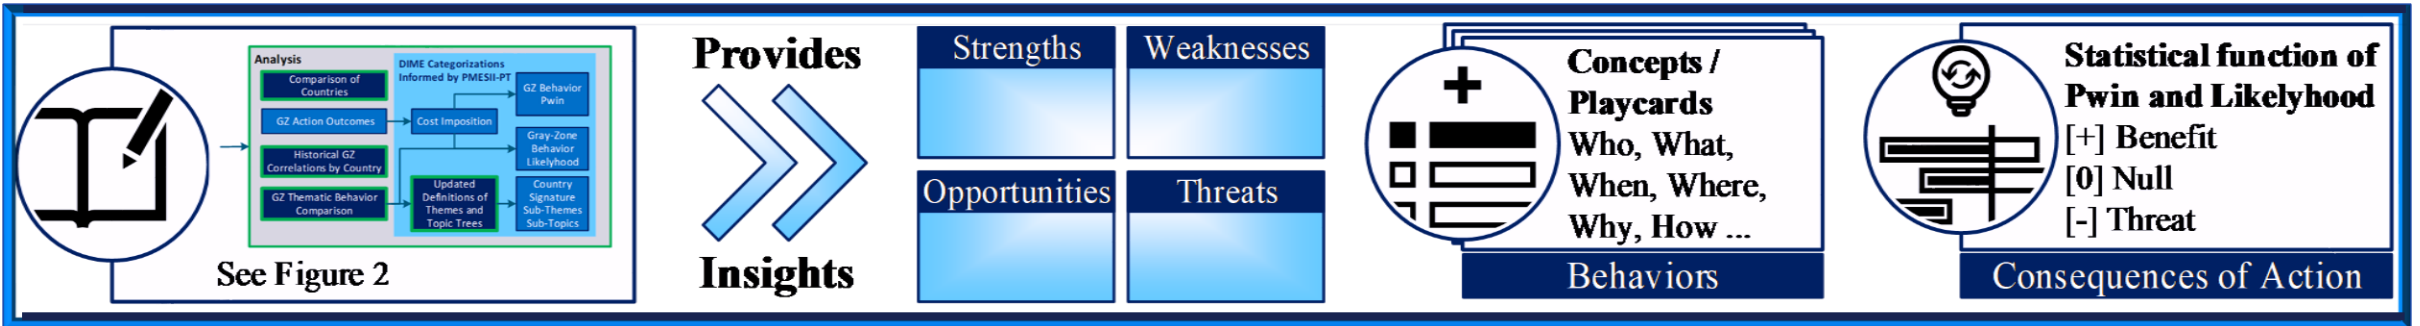 Analysis
Comparison of
Countries
GZ Action Outcomes
Historical GZ
Correlations by Country
GZ Thematic Behavior
Comparison
DIME Categorizations
Informed by PMESII-PT
Cost Imposition
Updated
Definitions of
Themes and
Topic Trees
GZ Behavior
Pwin
Gray-Zone
Behavior
Likelyhood
Country
Signature
Sub-Themes
Sub-Topics
See Figure 2
Provides
Insights
Strengths
Weaknesses
Opportunities
Threats
Concepts /
Playcards
Who, What,
When, Where,
Why, How ...
Behaviors
Statistical function of
Pwin and Likelyhood
[+] Benefit
[0] Null
[-] Threat
Consequences of Action